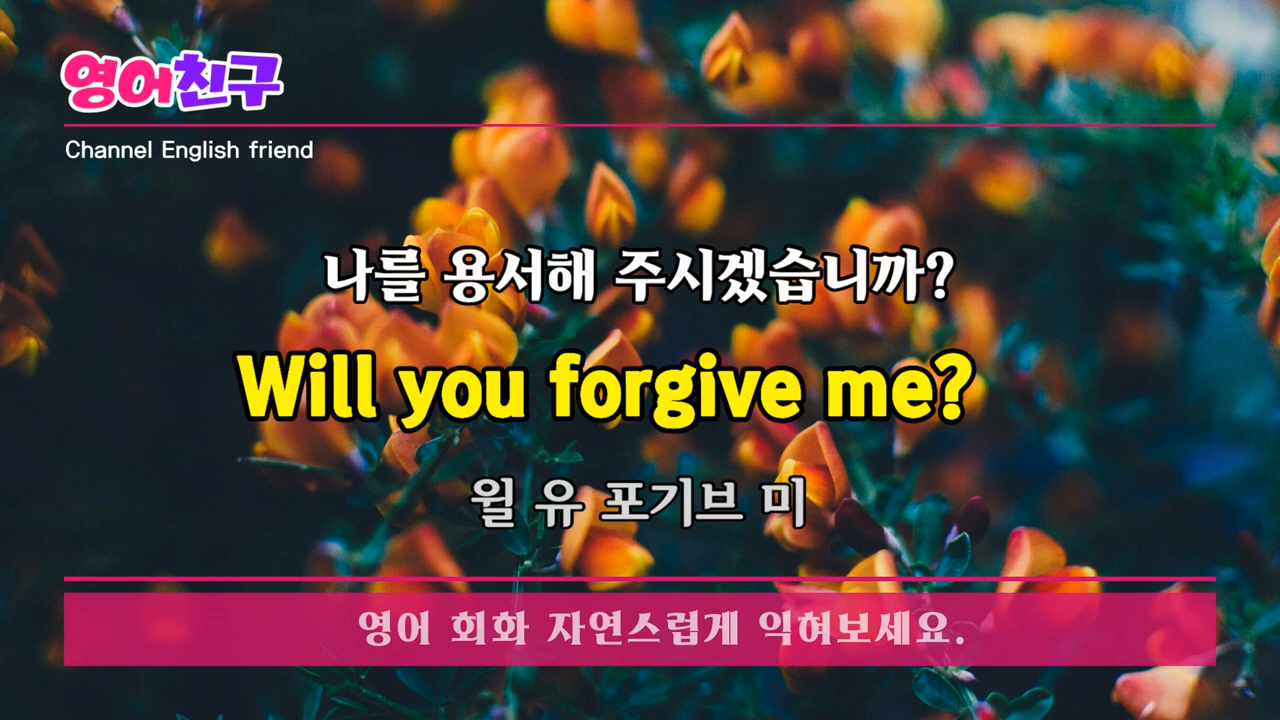 영어친구
Channel English friend
나를 용서해 주시겠습니까?
Will you forgive me?
윌 유 포기브 미
영어 회화 자연스럽게 익혀보세요.